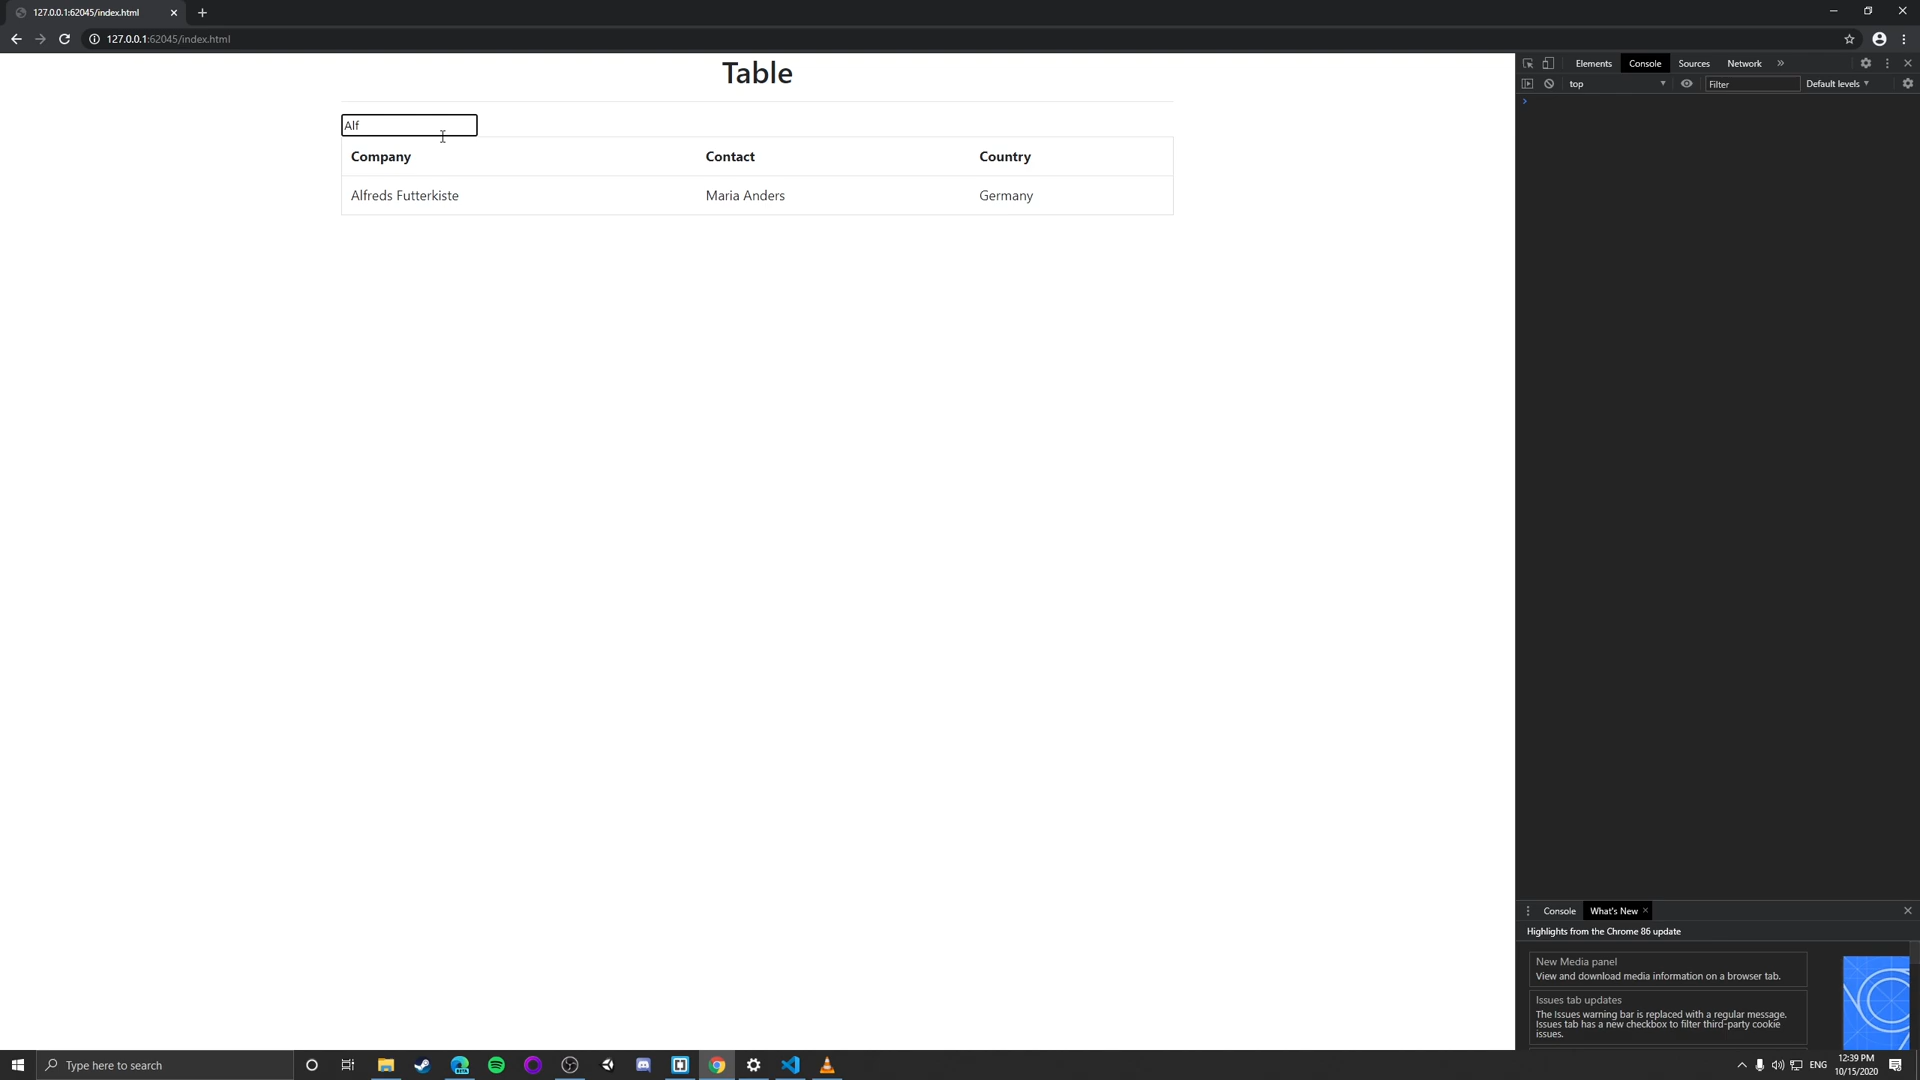 127.0.0.1:62045/index.html
127.0.0.1:62045/index.html
Table
Alf
Company Contact Country
Alfreds Futterkiste Maria Anders Germany
Elements Console Sources Network
top Filter Default levels
Console What's New
Highlights from the Chrome 86 update
New Media panel
View and download media information on a browser tab.
Issues tab updates
The Issues warning bar is replaced with a regular message.
Issues tab has a new checkbox to filter third-party cookie
issues.
Type here to search
ENG
12:39 PM
10/15/2020